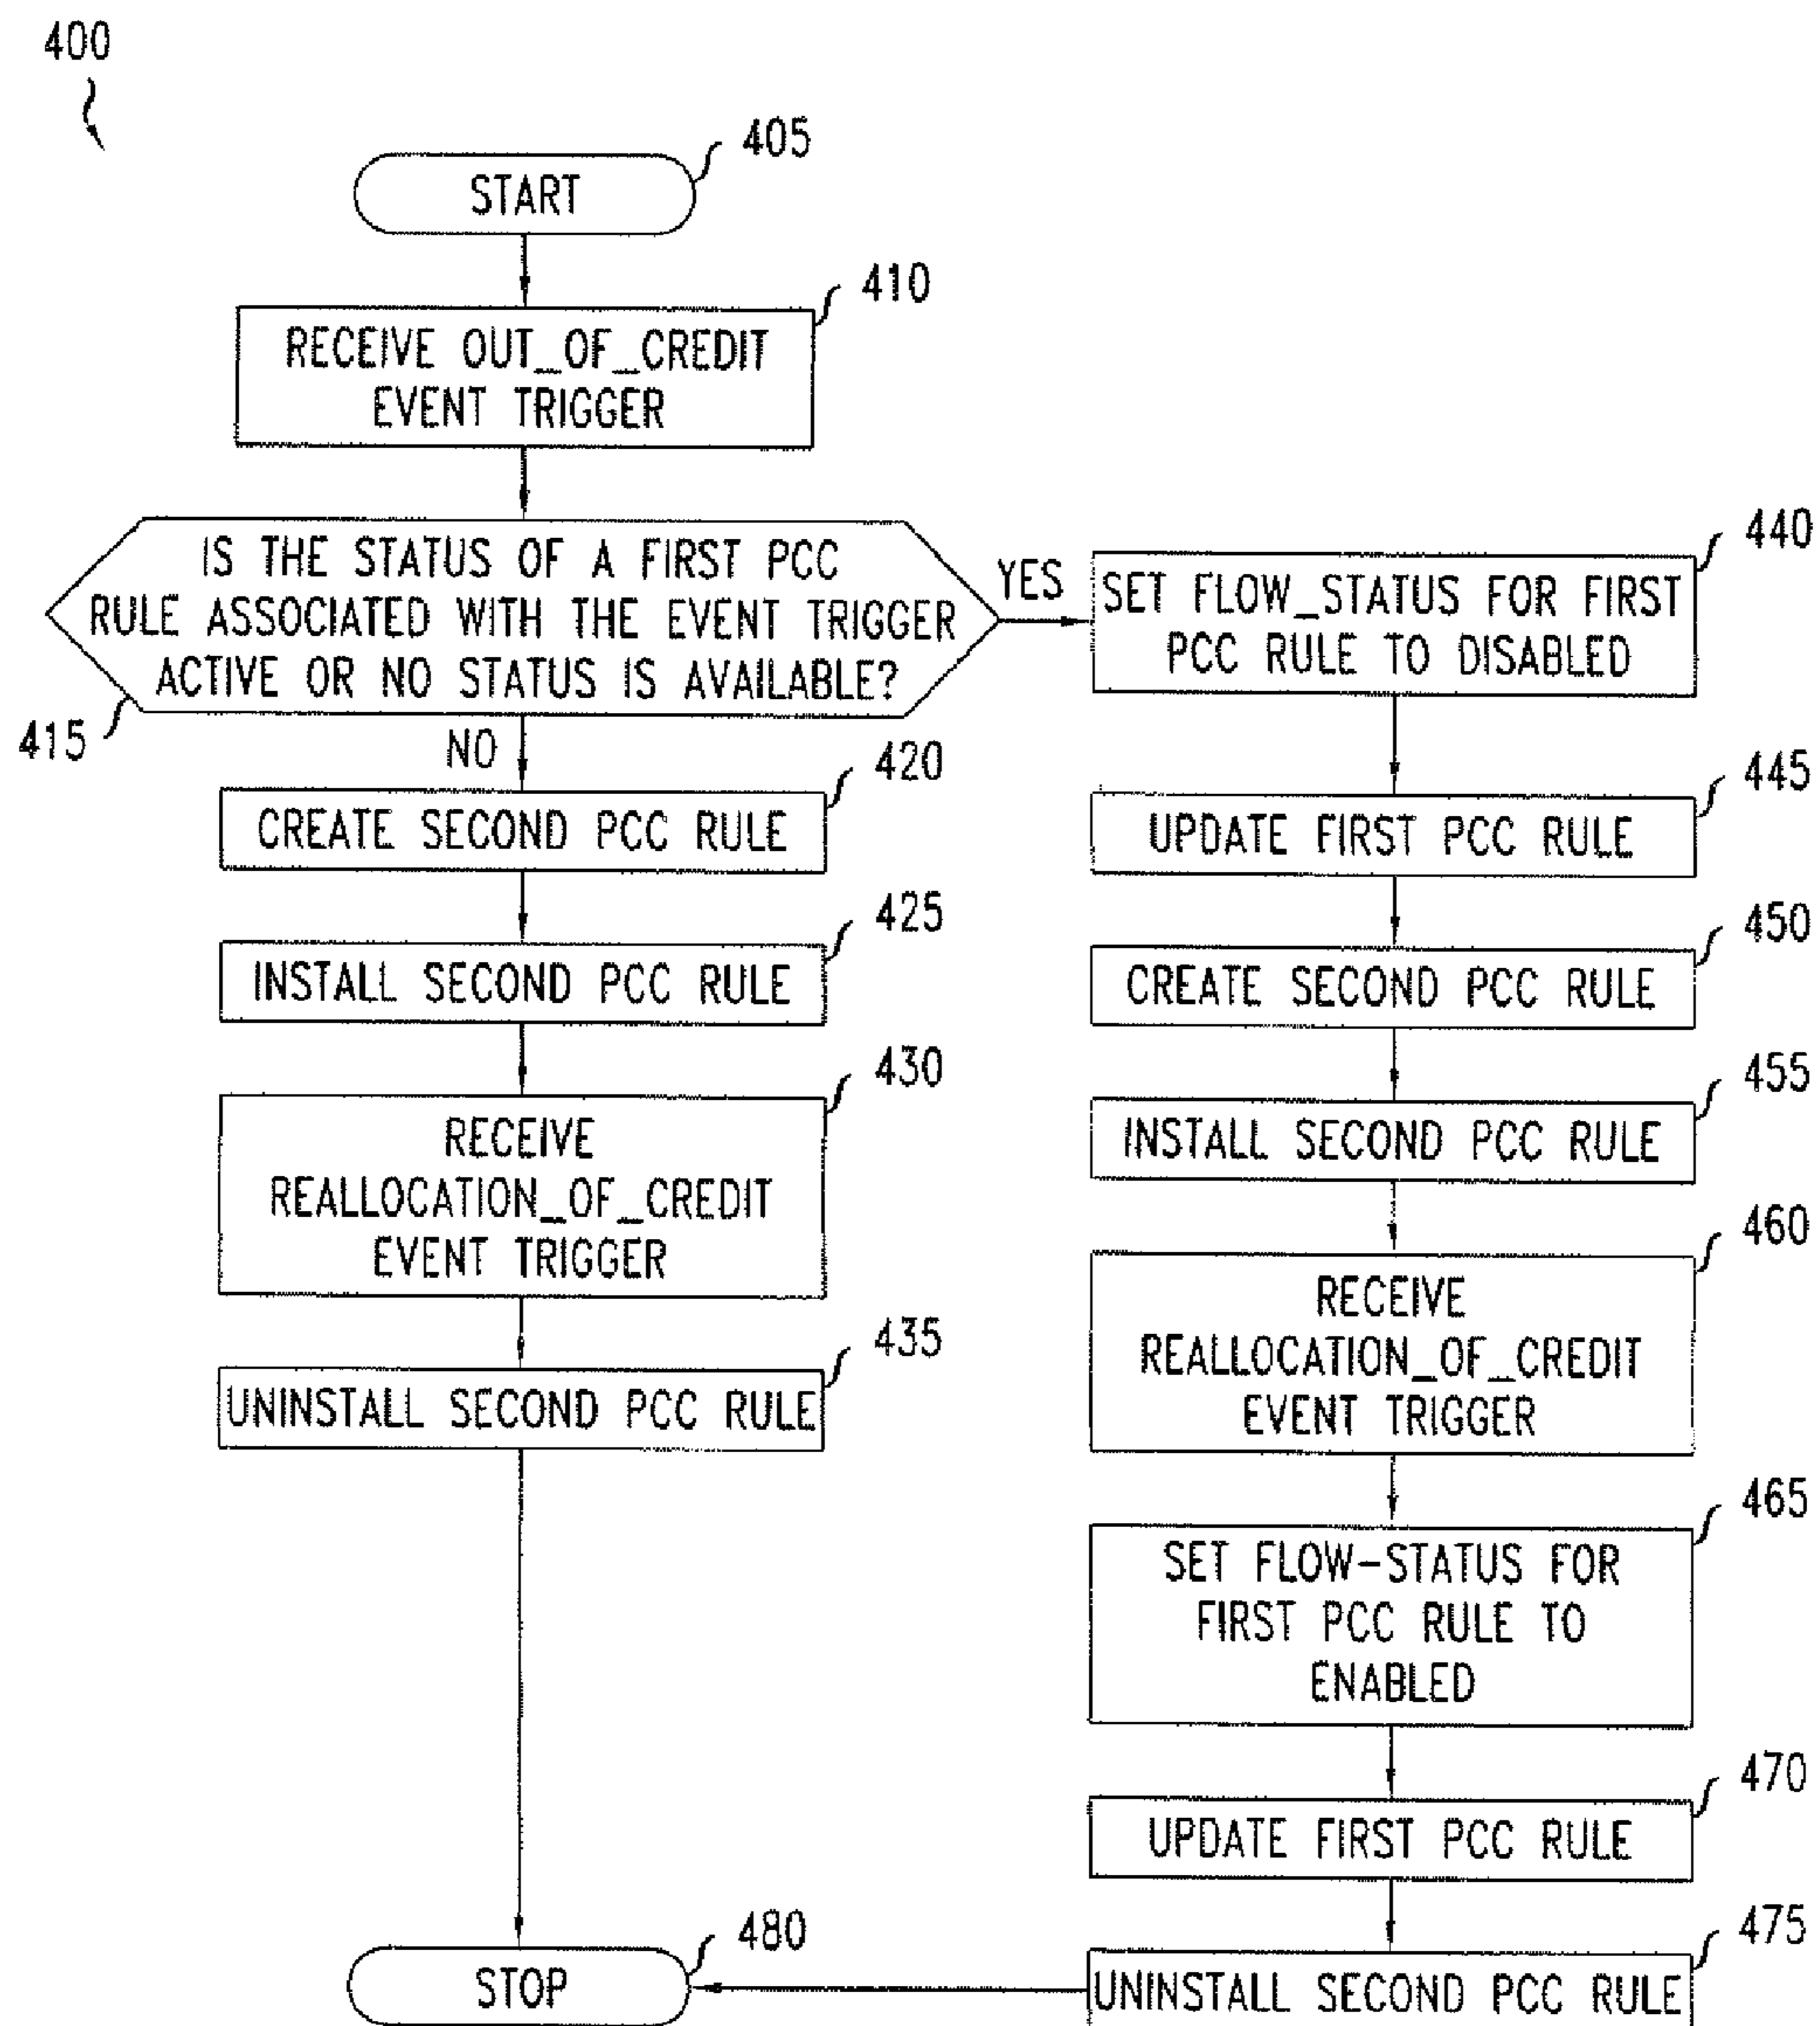 400
405
START
410
RECEIVE OUT_OF_CREDIT
EVENT TRIGGER
IS THE STATUS OF A FIRST PCC
RULE ASSOCIATED WITH THE EVENT TRIGGER
ACTIVE OR NO STATUS IS AVAILABLE?
415
YES
NO
420
CREATE SECOND PCC RULE
425
INSTALL SECOND PCC RULE
430
RECEIVE
REALLOCATION_OF_CREDIT
EVENT TRIGGER
435
UNINSTALL SECOND PCC RULE
440
SET FLOW_STATUS FOR FIRST
PCC RULE TO DISABLED
445
UPDATE FIRST PCC RULE
450
CREATE SECOND PCC RULE
455
INSTALL SECOND PCC RULE
460
RECEIVE
REALLOCATION_OF_CREDIT
EVENT TRIGGER
465
SET FLOW-STATUS FOR
FIRST PCC RULE TO
ENABLED
470
UPDATE FIRST PCC RULE
475
UNINSTALL SECOND PCC RULE
480
STOP